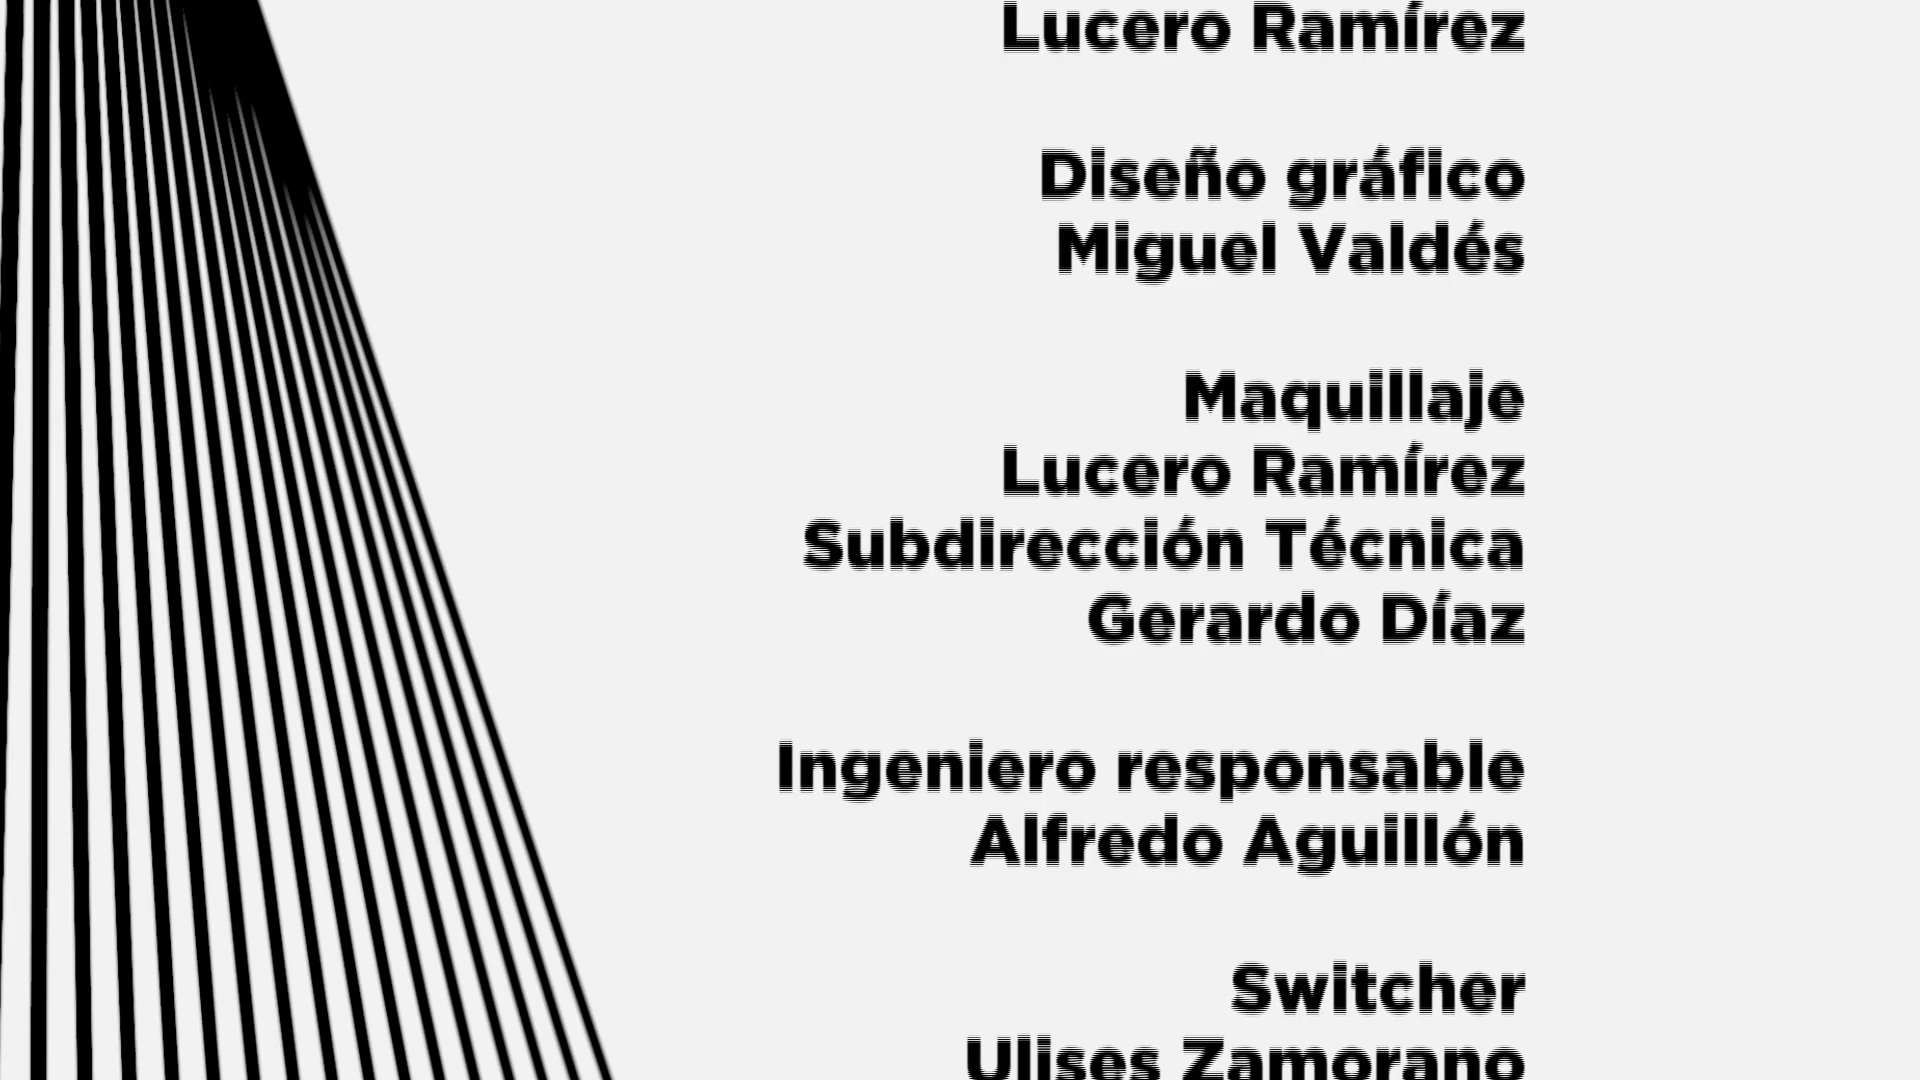 Lucero Ramírez
Diseño gráfico
Miguel Valdés
Maquillaje
Lucero Ramírez
Subdirección Técnica
Gerardo Díaz
Ingeniero responsable
Alfredo Aguillón
Switcher
Ulises Zamorano